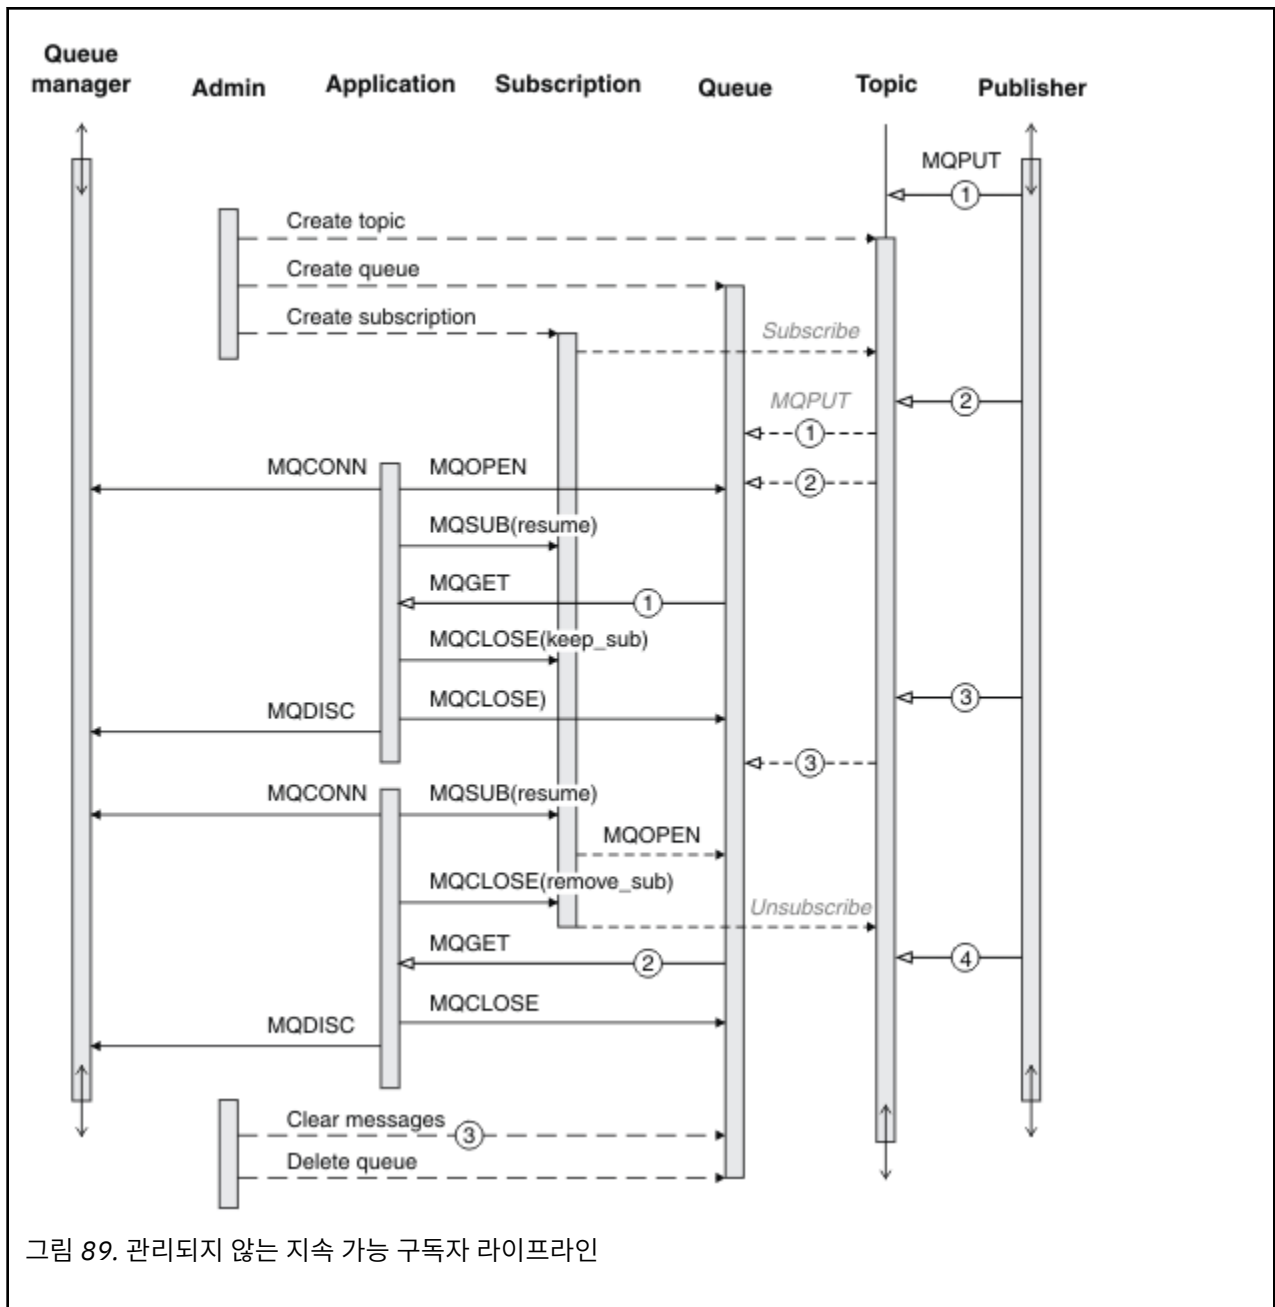 Queue
manager
Admin
Application
Subscription
Queue
Topic
Publisher
MQPUT
1
Create topic
Create queue
Create subscription
Subscribe
2
MQPUT
1
MQCONN
MQOPEN
2
MQSUB(resume)
MQGET
1
MQCLOSE(keep_sub)
3
MQCLOSE)
MQDISC
3
MQCONN
MQSUB(resume)
MQOPEN
MQCLOSE(remove_sub)
Unsubscribe
MQGET
2
4
MQCLOSE
MQDISC
Clear messages
3
Delete queue
그림 89. 관리되지 않는 지속 가능 구독자 라이프라인